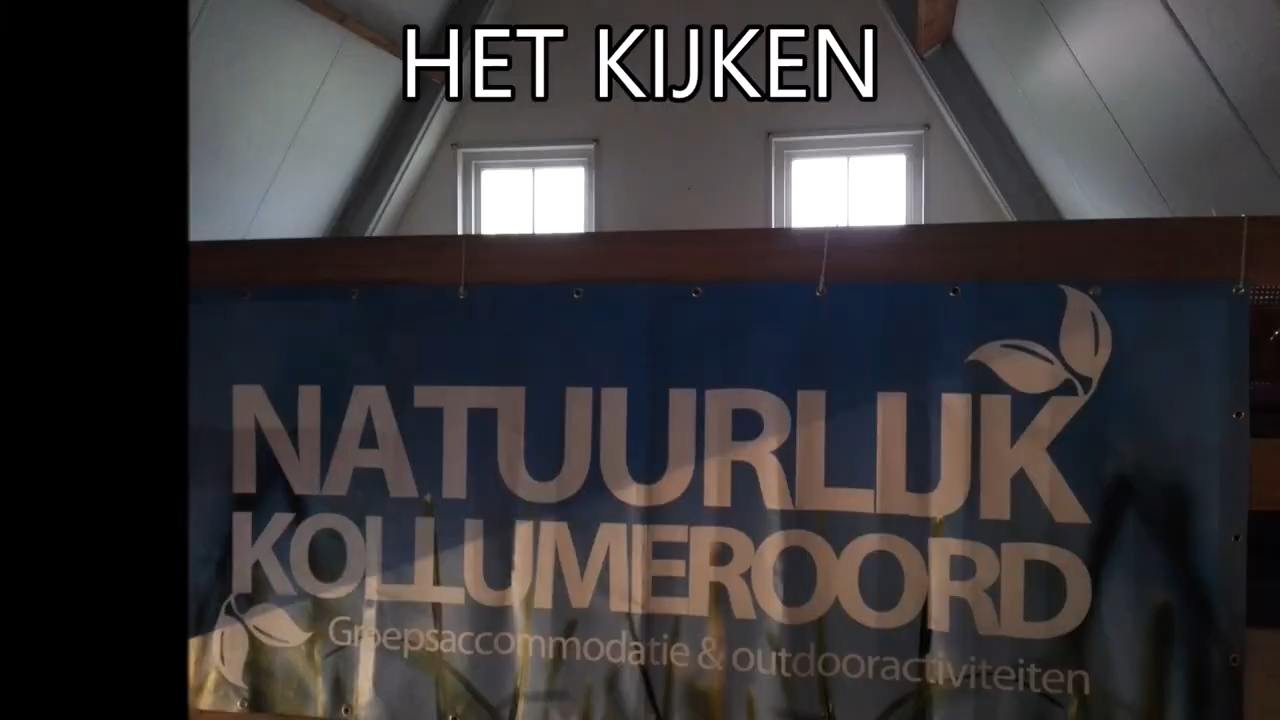 HET KIJKEN
NATUURLIJK
KOLLUMEROORD
Groepsaccommodatie & outdooractiviteiten